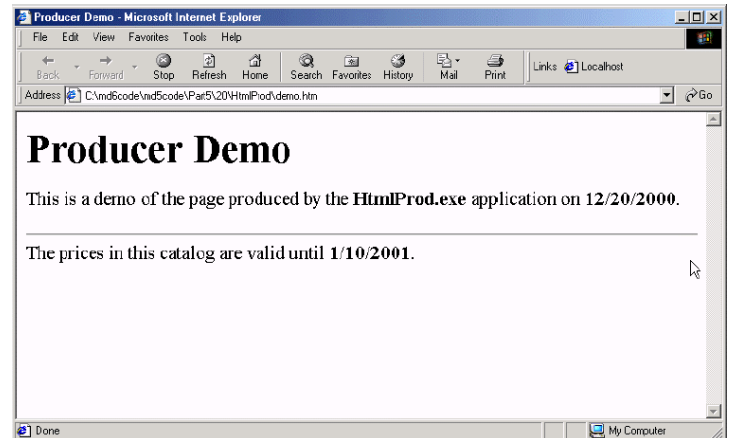 Producer Demo - Microsoft Internet Explorer
File Edit View Favorites Tools Help
Back Forward Stop Refresh Home Search Favorites History Mail Print Links Localhost
Address C:\md6code\md5code\Part5\20\HtmlProd\demo.htm Go
Producer Demo
This is a demo of the page produced by the HtmlProd.exe application on 12/20/2000.
The prices in this catalog are valid until 1/10/2001.
Done My Computer